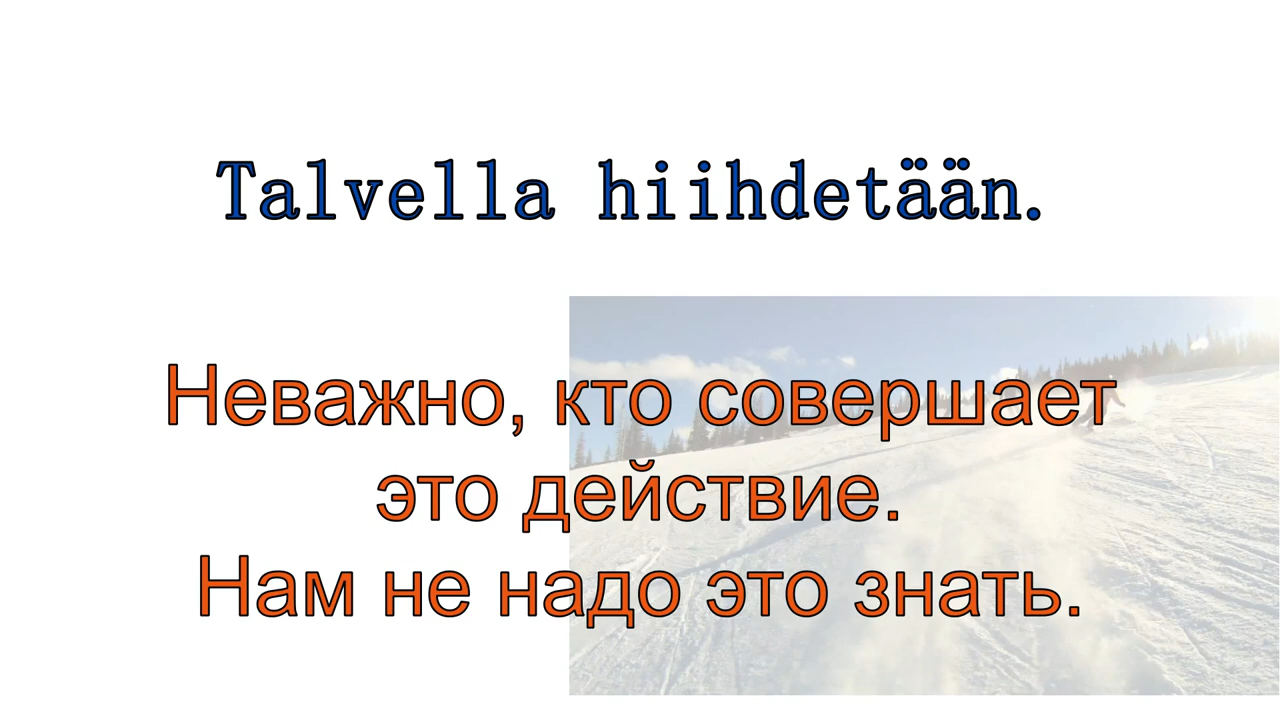 Talvella hiihdetään.
Неважно, кто совершает
это действие.
Нам не надо это знать.